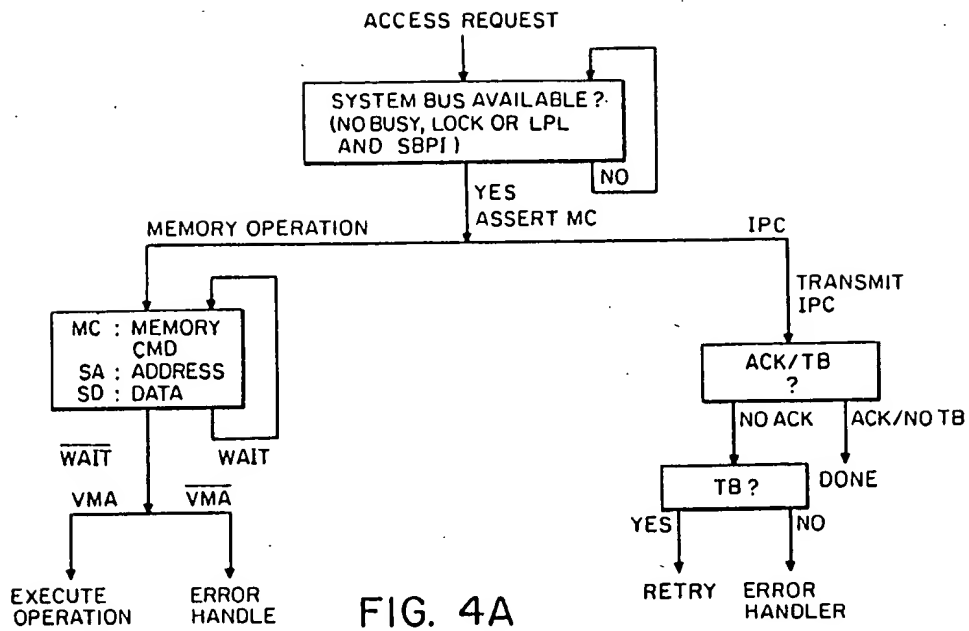 ACCESS REQUEST
SYSTEM BUS AVAILABLE?
(NO BUSY, LOCK OR LPL
AND SBPI)
NO
YES
ASSERT MC
MEMORY OPERATION
IPC
TRANSMIT
IPC
MC : MEMORY
CMD
SA : ADDRESS
SD : DATA
ACK/TB
?
NO ACK
ACK/NO TB
WAIT
WAIT
TB ?
DONE
VMA
VMA
YES
NO
EXECUTE
OPERATION
ERROR
HANDLE
RETRY
ERROR
HANDLER
FIG. 4A